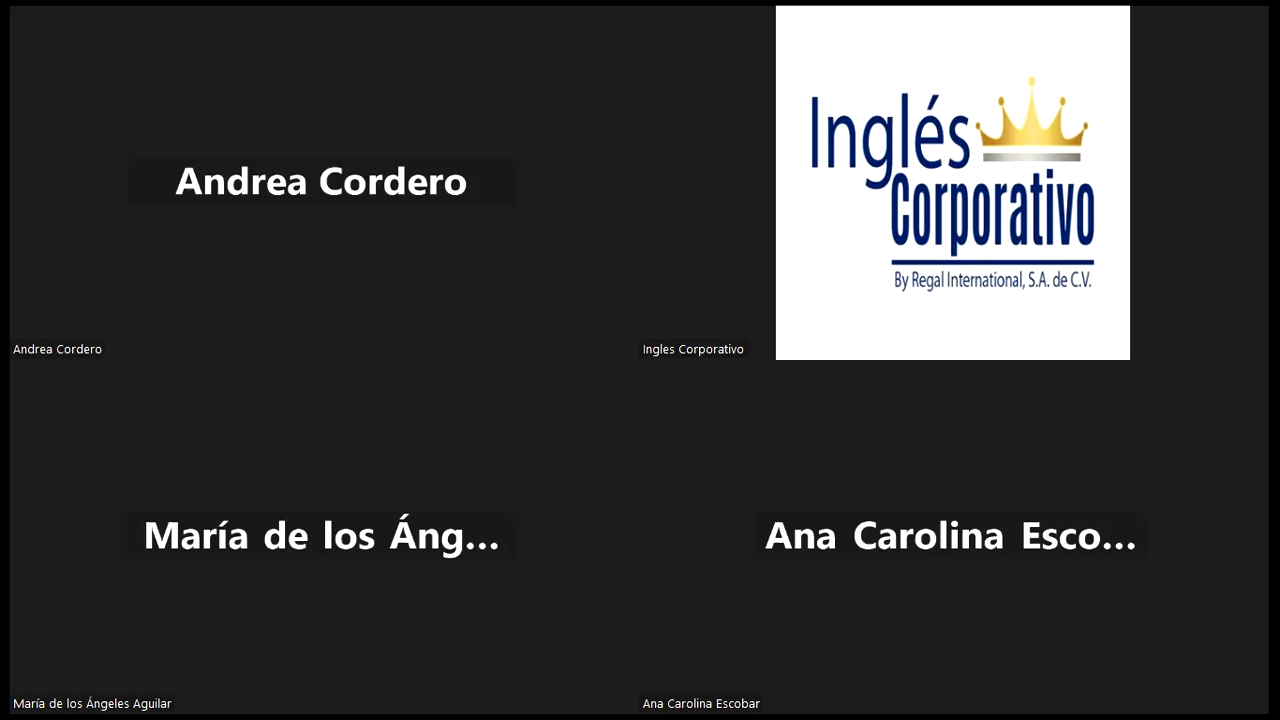 Andrea Cordero
Andrea Cordero
Inglés
Corporativo
By Regal International, S.A. de C.V.
Ingles Corporativo
María de los Áng...
María de los Ángeles Aguilar
Ana Carolina Esco...
Ana Carolina Escobar